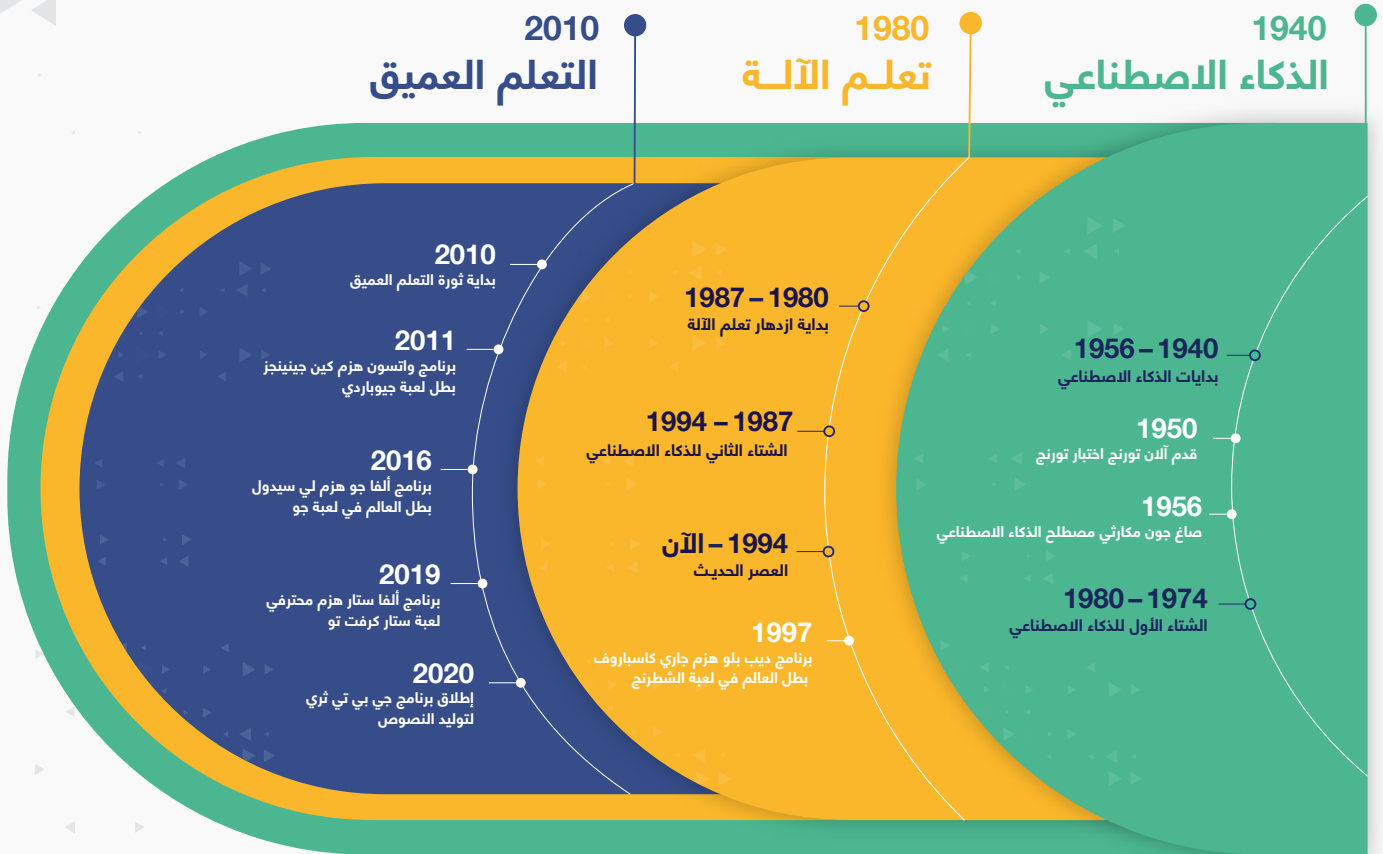 1940
الذكاء الاصطناعي
1980
تعلـم الآلــة
2010
التعلم العميق
1940 – 1956
بدايات الذكاء الاصطناعي
1950
قدم آلان تورنج اختبار تورنج
1956
صاغ جون مكارثي مصطلح الذكاء الاصطناعي
1974 – 1980
الشتاء الأول للذكاء الاصطناعي
1980 – 1987
بداية ازدهار تعلم الآلة
1987 – 1994
الشتاء الثاني للذكاء الاصطناعي
1994 – الآن
العصر الحديث
1997
برنامج ديب بلو هزم جاري كاسباروف
بطل العالم في لعبة الشطرنج
2010
بداية ثورة التعلم العميق
2011
برنامج واتسون هزم كين جينينجز
بطل لعبة جيوباردي
2016
برنامج ألفا جو هزم لي سيدول
بطل العالم في لعبة جو
2019
برنامج ألفا ستار هزم محترفي
لعبة ستار كرفت تو
2020
إطلاق برنامج جي بي تي ثري
لتوليد النصوص